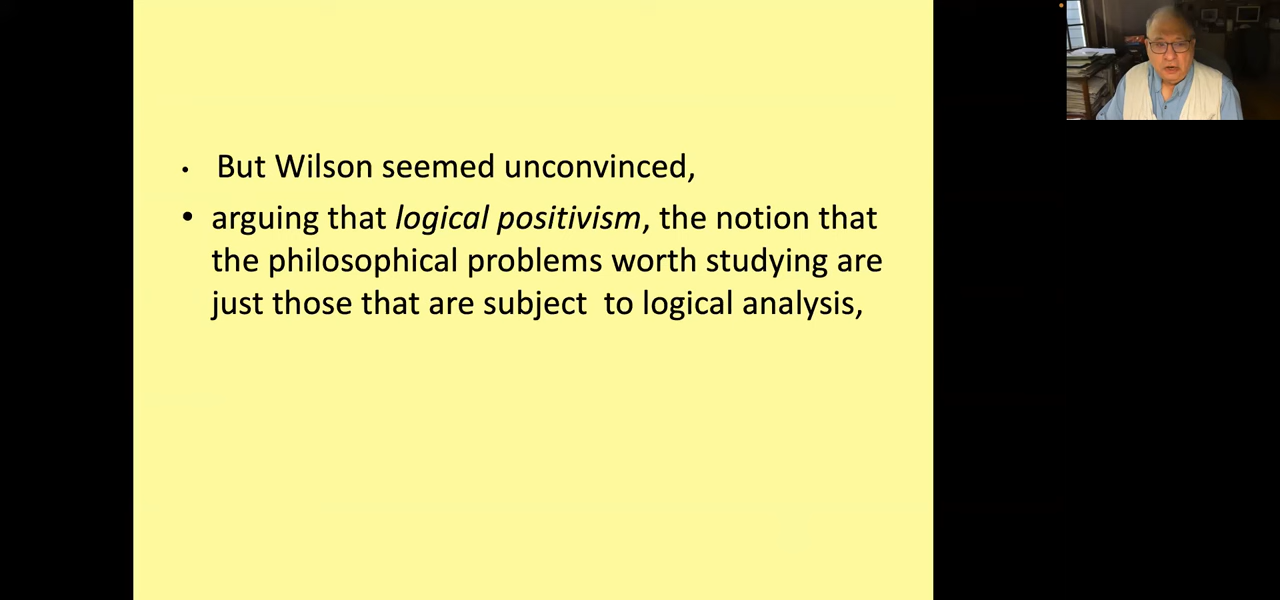 • But Wilson seemed unconvinced,
• arguing that logical positivism, the notion that
the philosophical problems worth studying are
just those that are subject  to logical analysis,